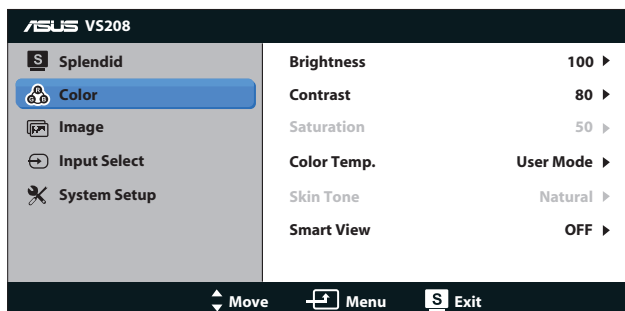 ASUS VS208
S Splendid
R G B Color
Image
Input Select
System Setup
Brightness 100
Contrast 80
Saturation 50
Color Temp. User Mode
Skin Tone Natural
Smart View OFF
Move Menu S Exit